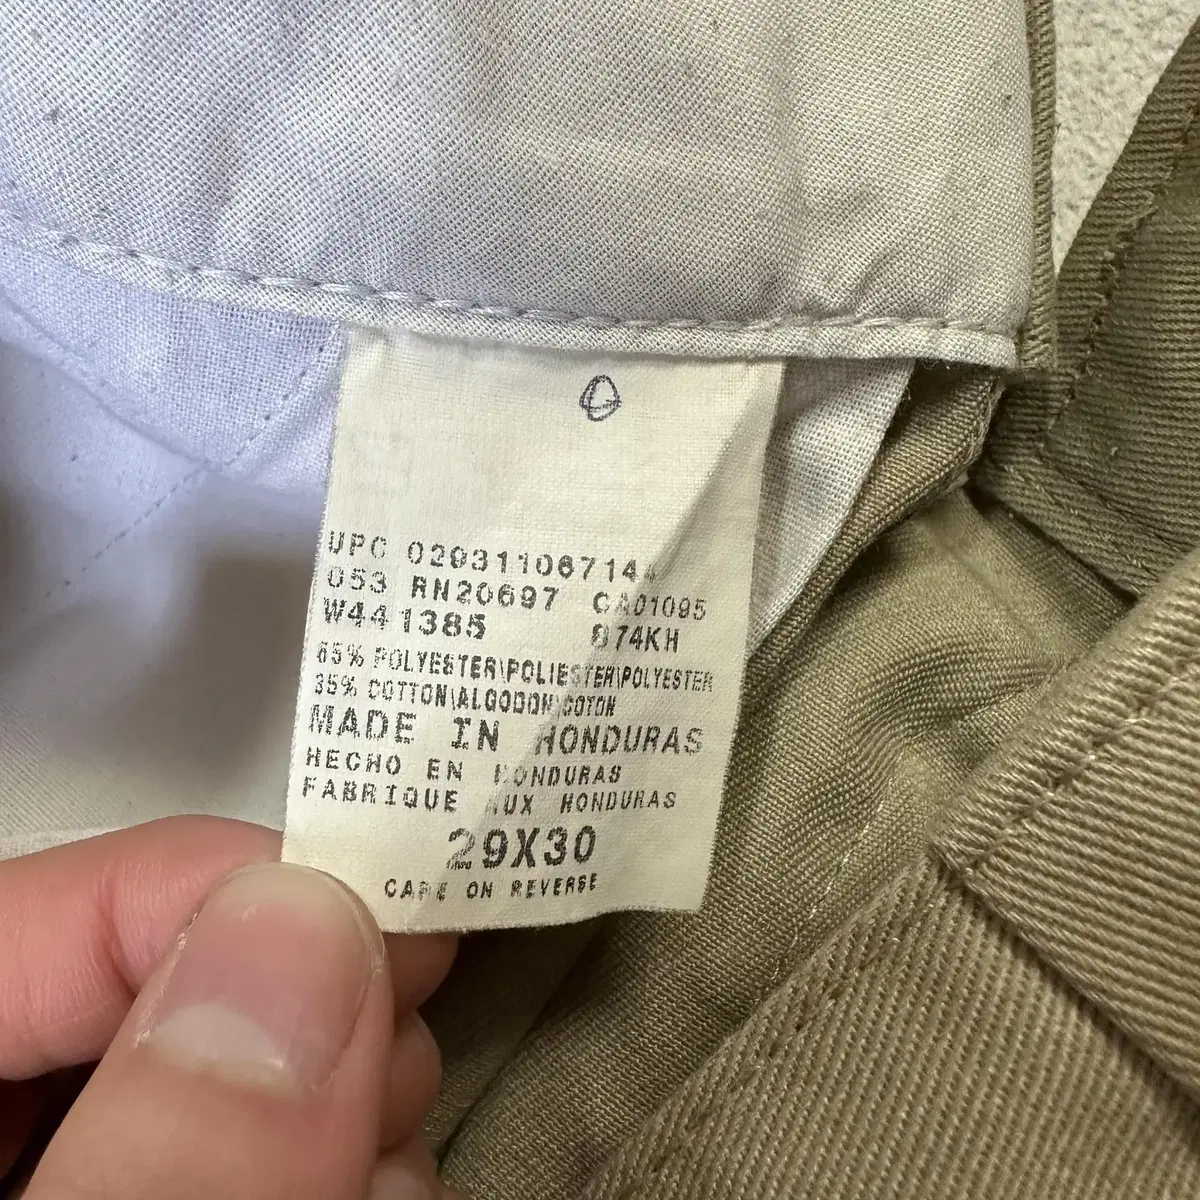 UPC 029311067144
053 RN20697 CA01095
W441385 874KH
65% POLYESTER\POLIESTER\POLYESTER
35% COTTON\ALGODON\COTON
MADE IN HONDURAS
HECHO EN HONDURAS
FABRIQUE AUX HONDURAS
29X30
CARE ON REVERSE